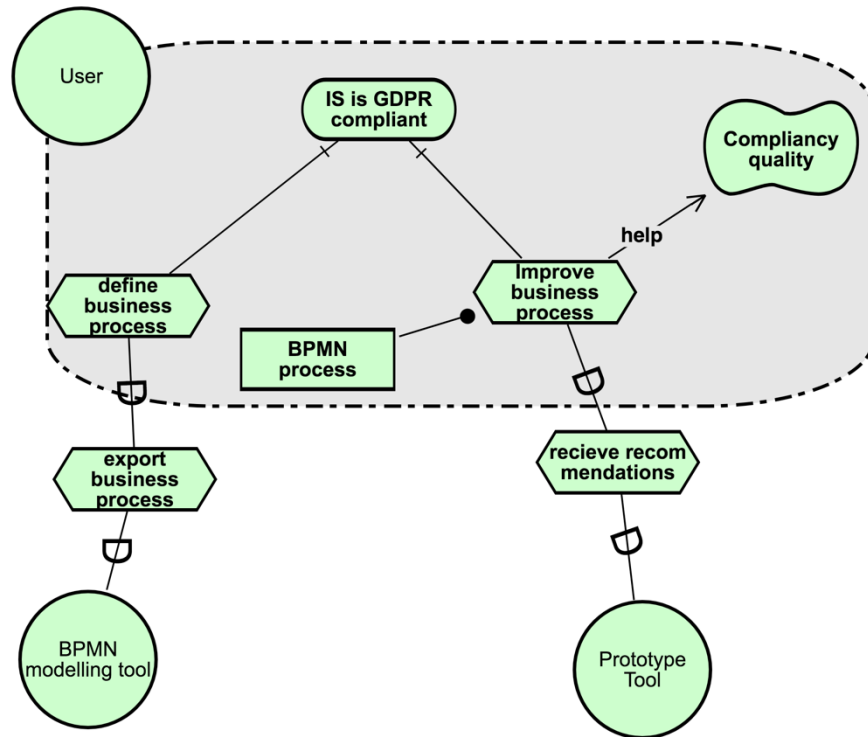 User
IS is GDPR
compliant
Compliancy
quality
help
define
business
process
Improve
business
process
BPMN
process
export
business
process
recieve recom
mendations
BPMN
modelling tool
Prototype
Tool